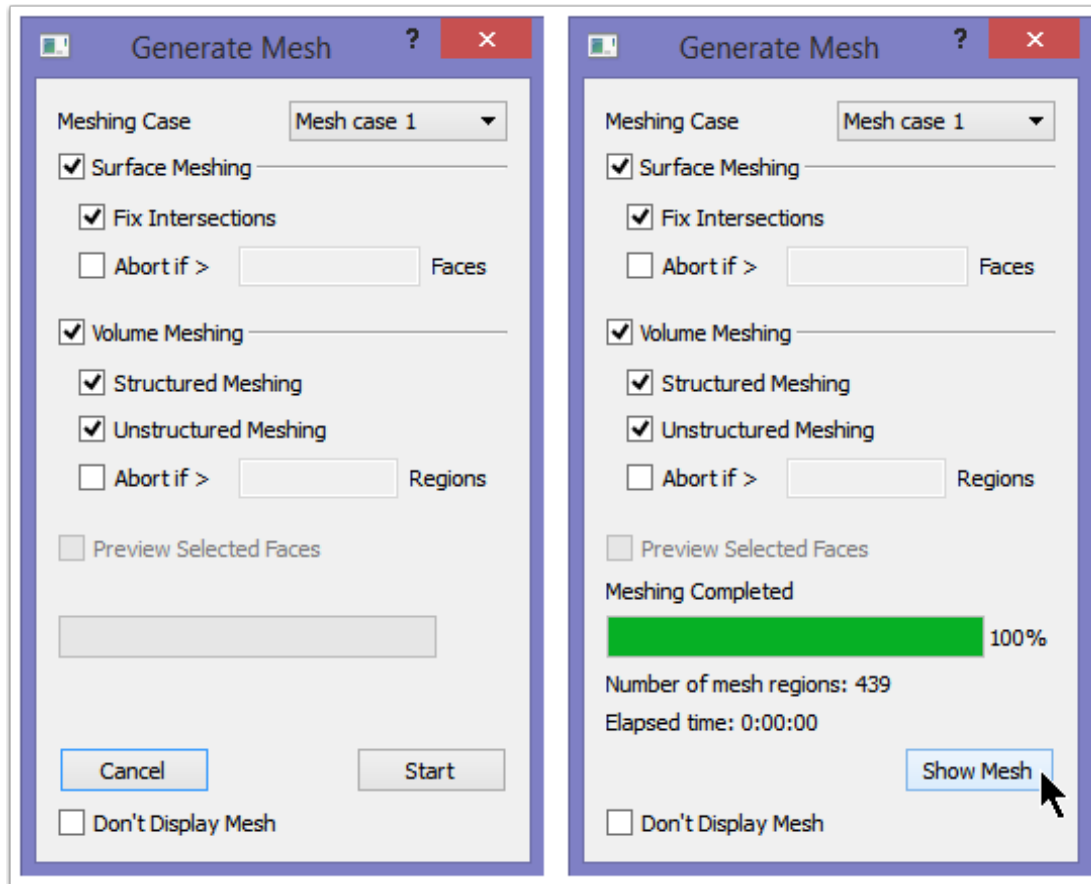 Generate Mesh ? ×
Meshing Case Mesh case 1
Surface Meshing
Fix Intersections
Abort if > Faces
Volume Meshing
Structured Meshing
Unstructured Meshing
Abort if > Regions
Preview Selected Faces
Cancel Start
Don't Display Mesh
Generate Mesh ? ×
Meshing Case Mesh case 1
Surface Meshing
Fix Intersections
Abort if > Faces
Volume Meshing
Structured Meshing
Unstructured Meshing
Abort if > Regions
Preview Selected Faces
Meshing Completed
100%
Number of mesh regions: 439
Elapsed time: 0:00:00
Show Mesh
Don't Display Mesh